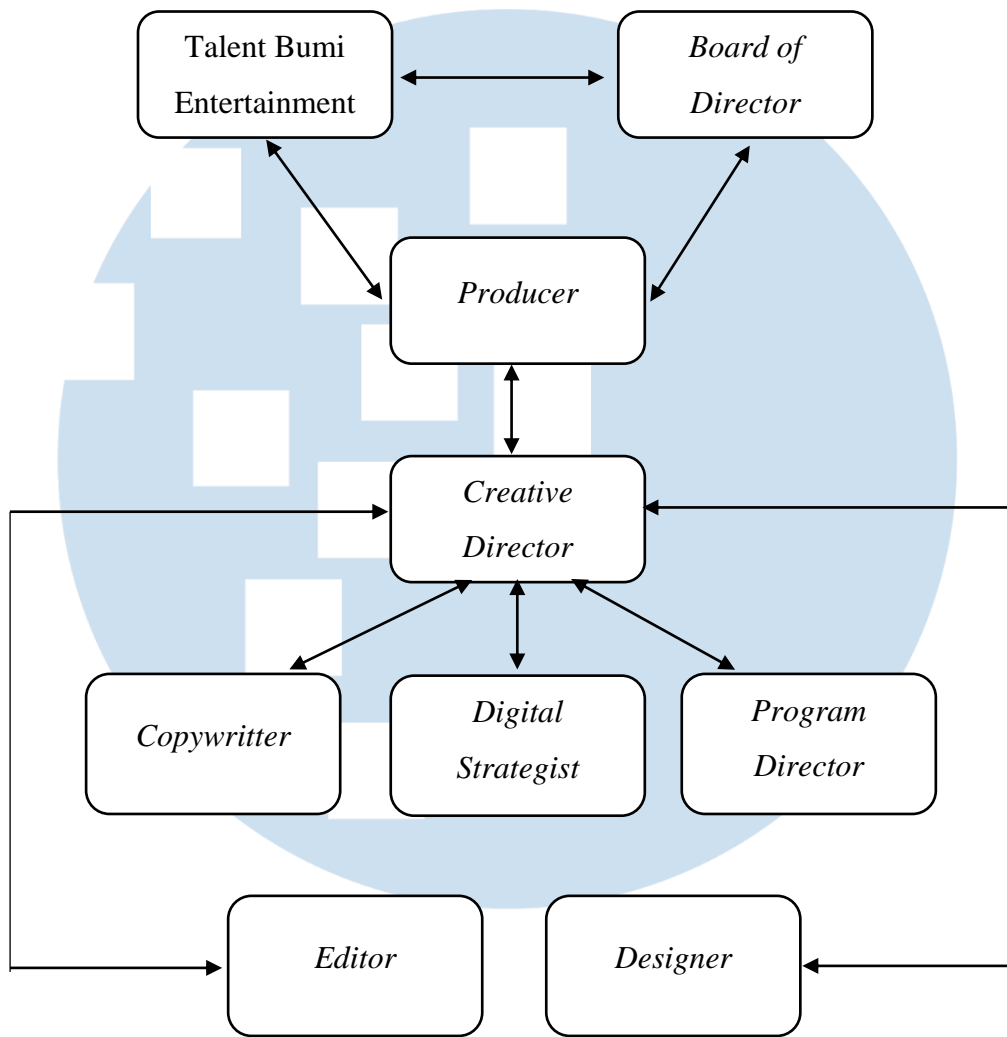 Talent Bumi
Entertainment
Board of
Director
Producer
Creative
Director
Copywritter
Digital
Strategist
Program
Director
Editor
Designer